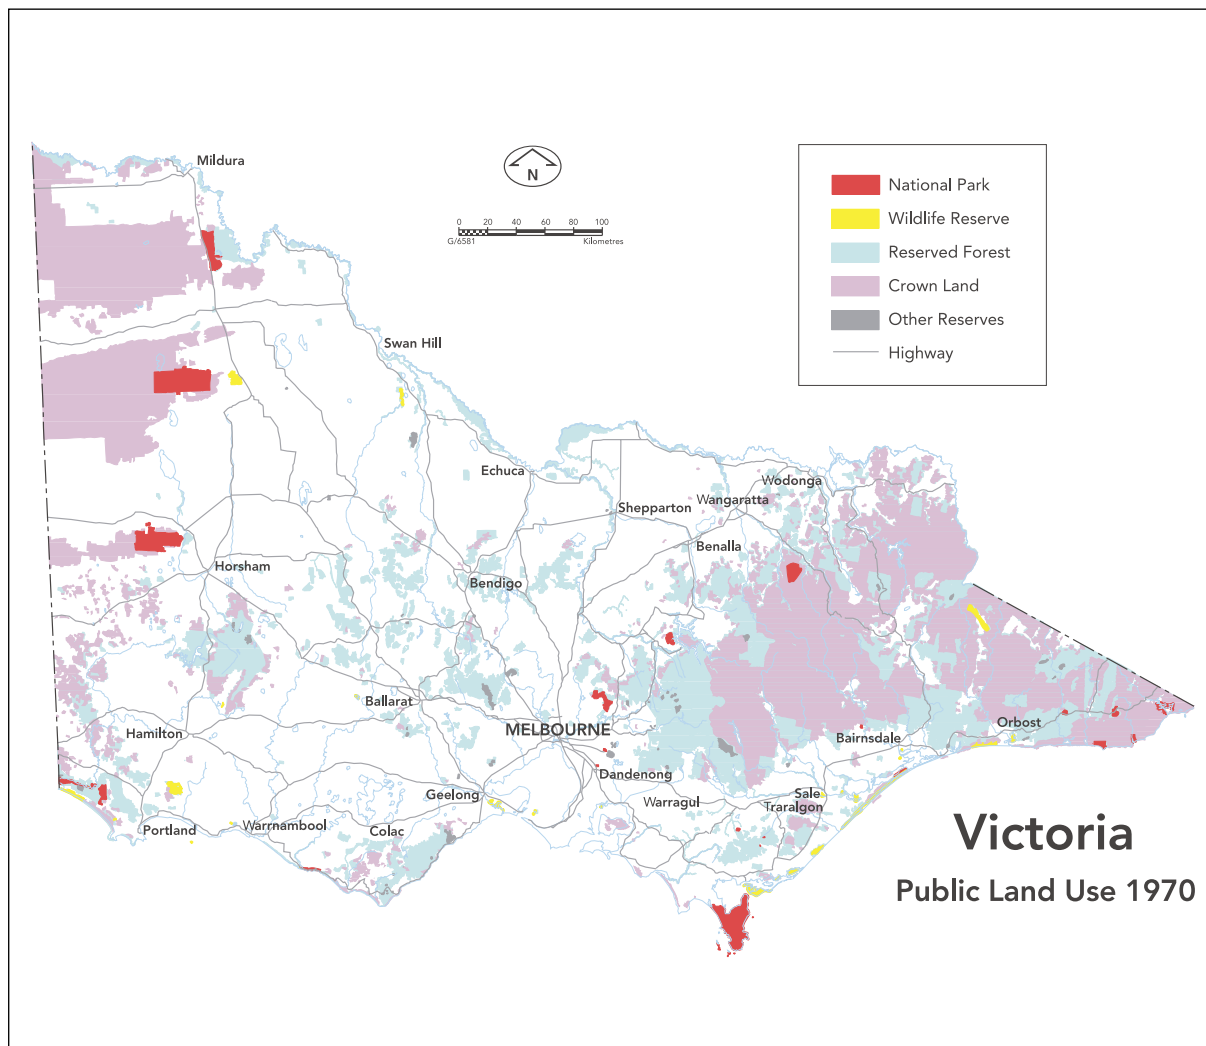 Mildura
N
0 20 40 60 80 100
G/6581 Kilometres
National Park
Wildlife Reserve
Reserved Forest
Crown Land
Other Reserves
Highway
Swan Hill
Echuca
Wodonga
Wangaratta
Shepparton
Benalla
Horsham
Bendigo
Ballarat
Orbost
Hamilton
MELBOURNE
Bairnsdale
Dandenong
Geelong
Warragul
Sale
Traralgon
Portland
Warrnambool
Colac
Victoria
Public Land Use 1970